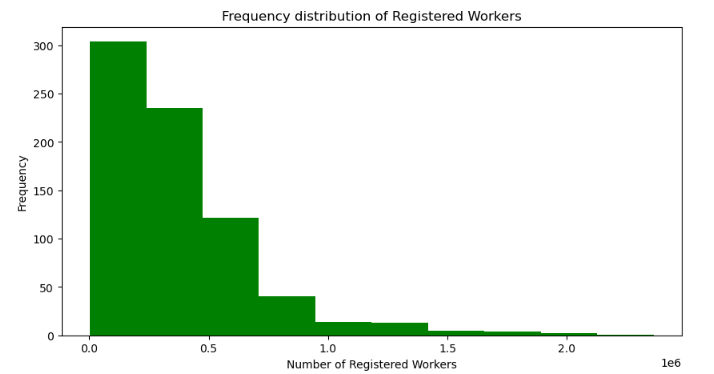 Frequency distribution of Registered Workers
300
250
200
150
100
50
0
Frequency
0.0 0.5 1.0 1.5 2.0
1e6
Number of Registered Workers